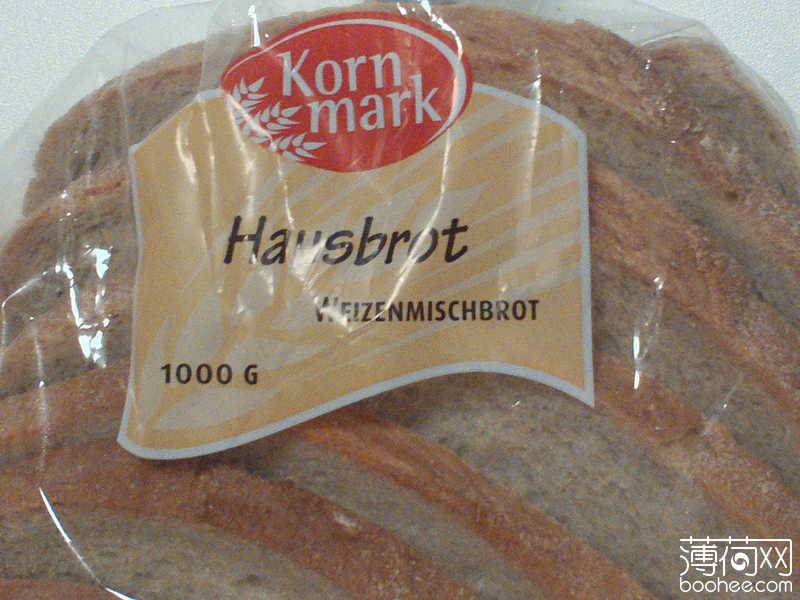 Korn
mark
Hausbrot
WEIZENMISCHBROT
1000 G
薄荷网
boohee.com